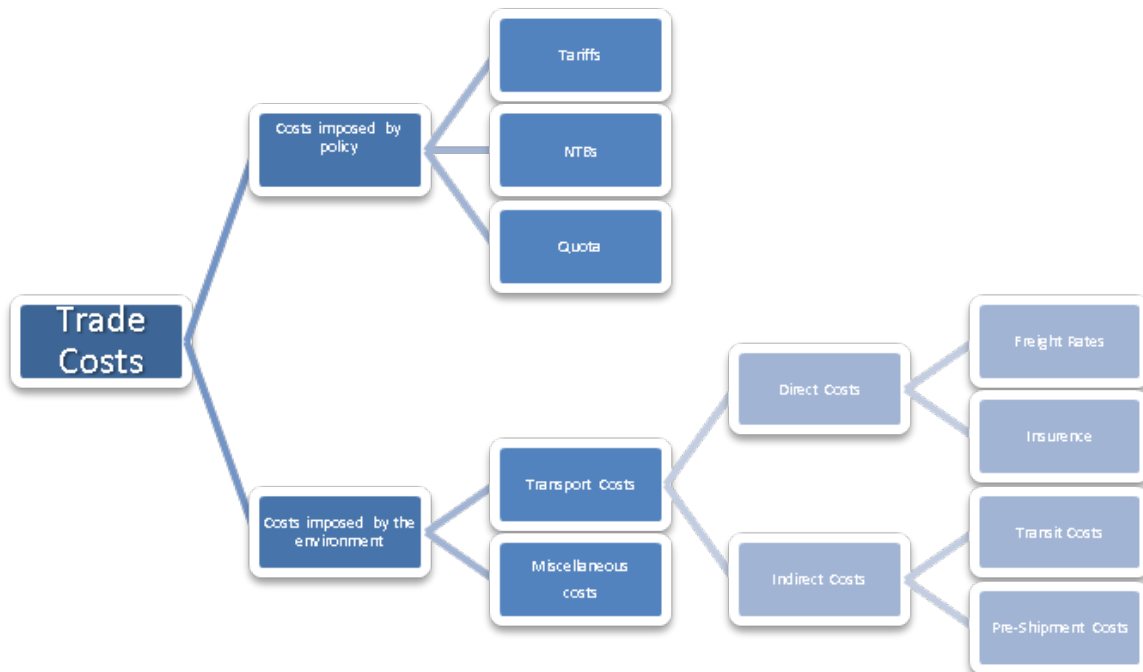 Tariffs
Costs imposed by
policy
NTBs
Quota
Trade
Costs
Freight Rates
Direct Costs
Insurence
Transport Costs
Costs imposed by the
environment
Transit Costs
Miscellaneous
costs
Indirect Costs
Pre-Shipment Costs